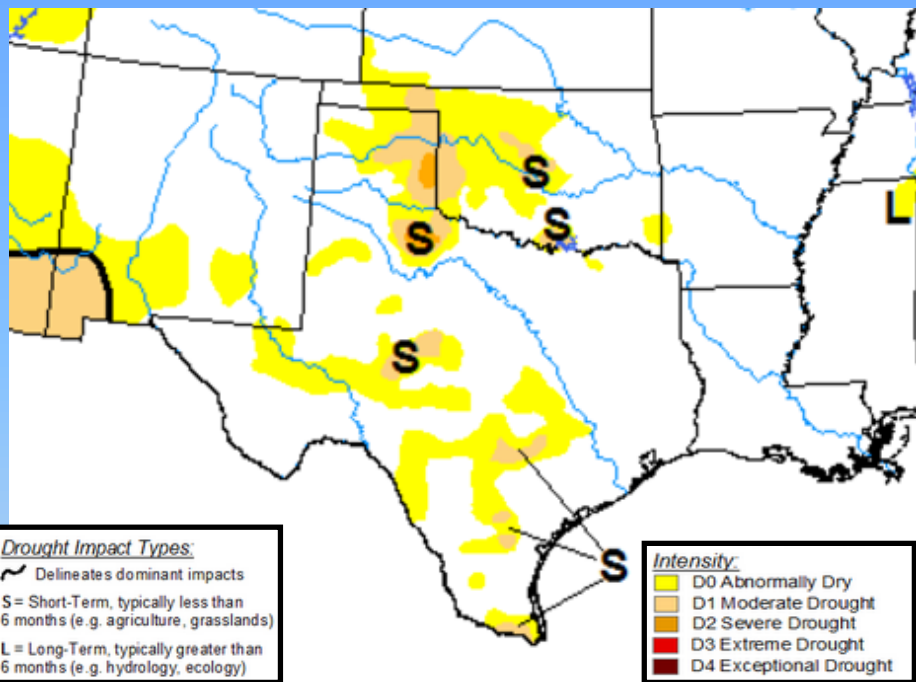 S
L
S
S
S
S
Drought Impact Types:
Delineates dominant impacts
S = Short-Term, typically less than
6 months (e.g. agriculture, grasslands)
L = Long-Term, typically greater than
6 months (e.g. hydrology, ecology)
Intensity:
D0 Abnormally Dry
D1 Moderate Drought
D2 Severe Drought
D3 Extreme Drought
D4 Exceptional Drought